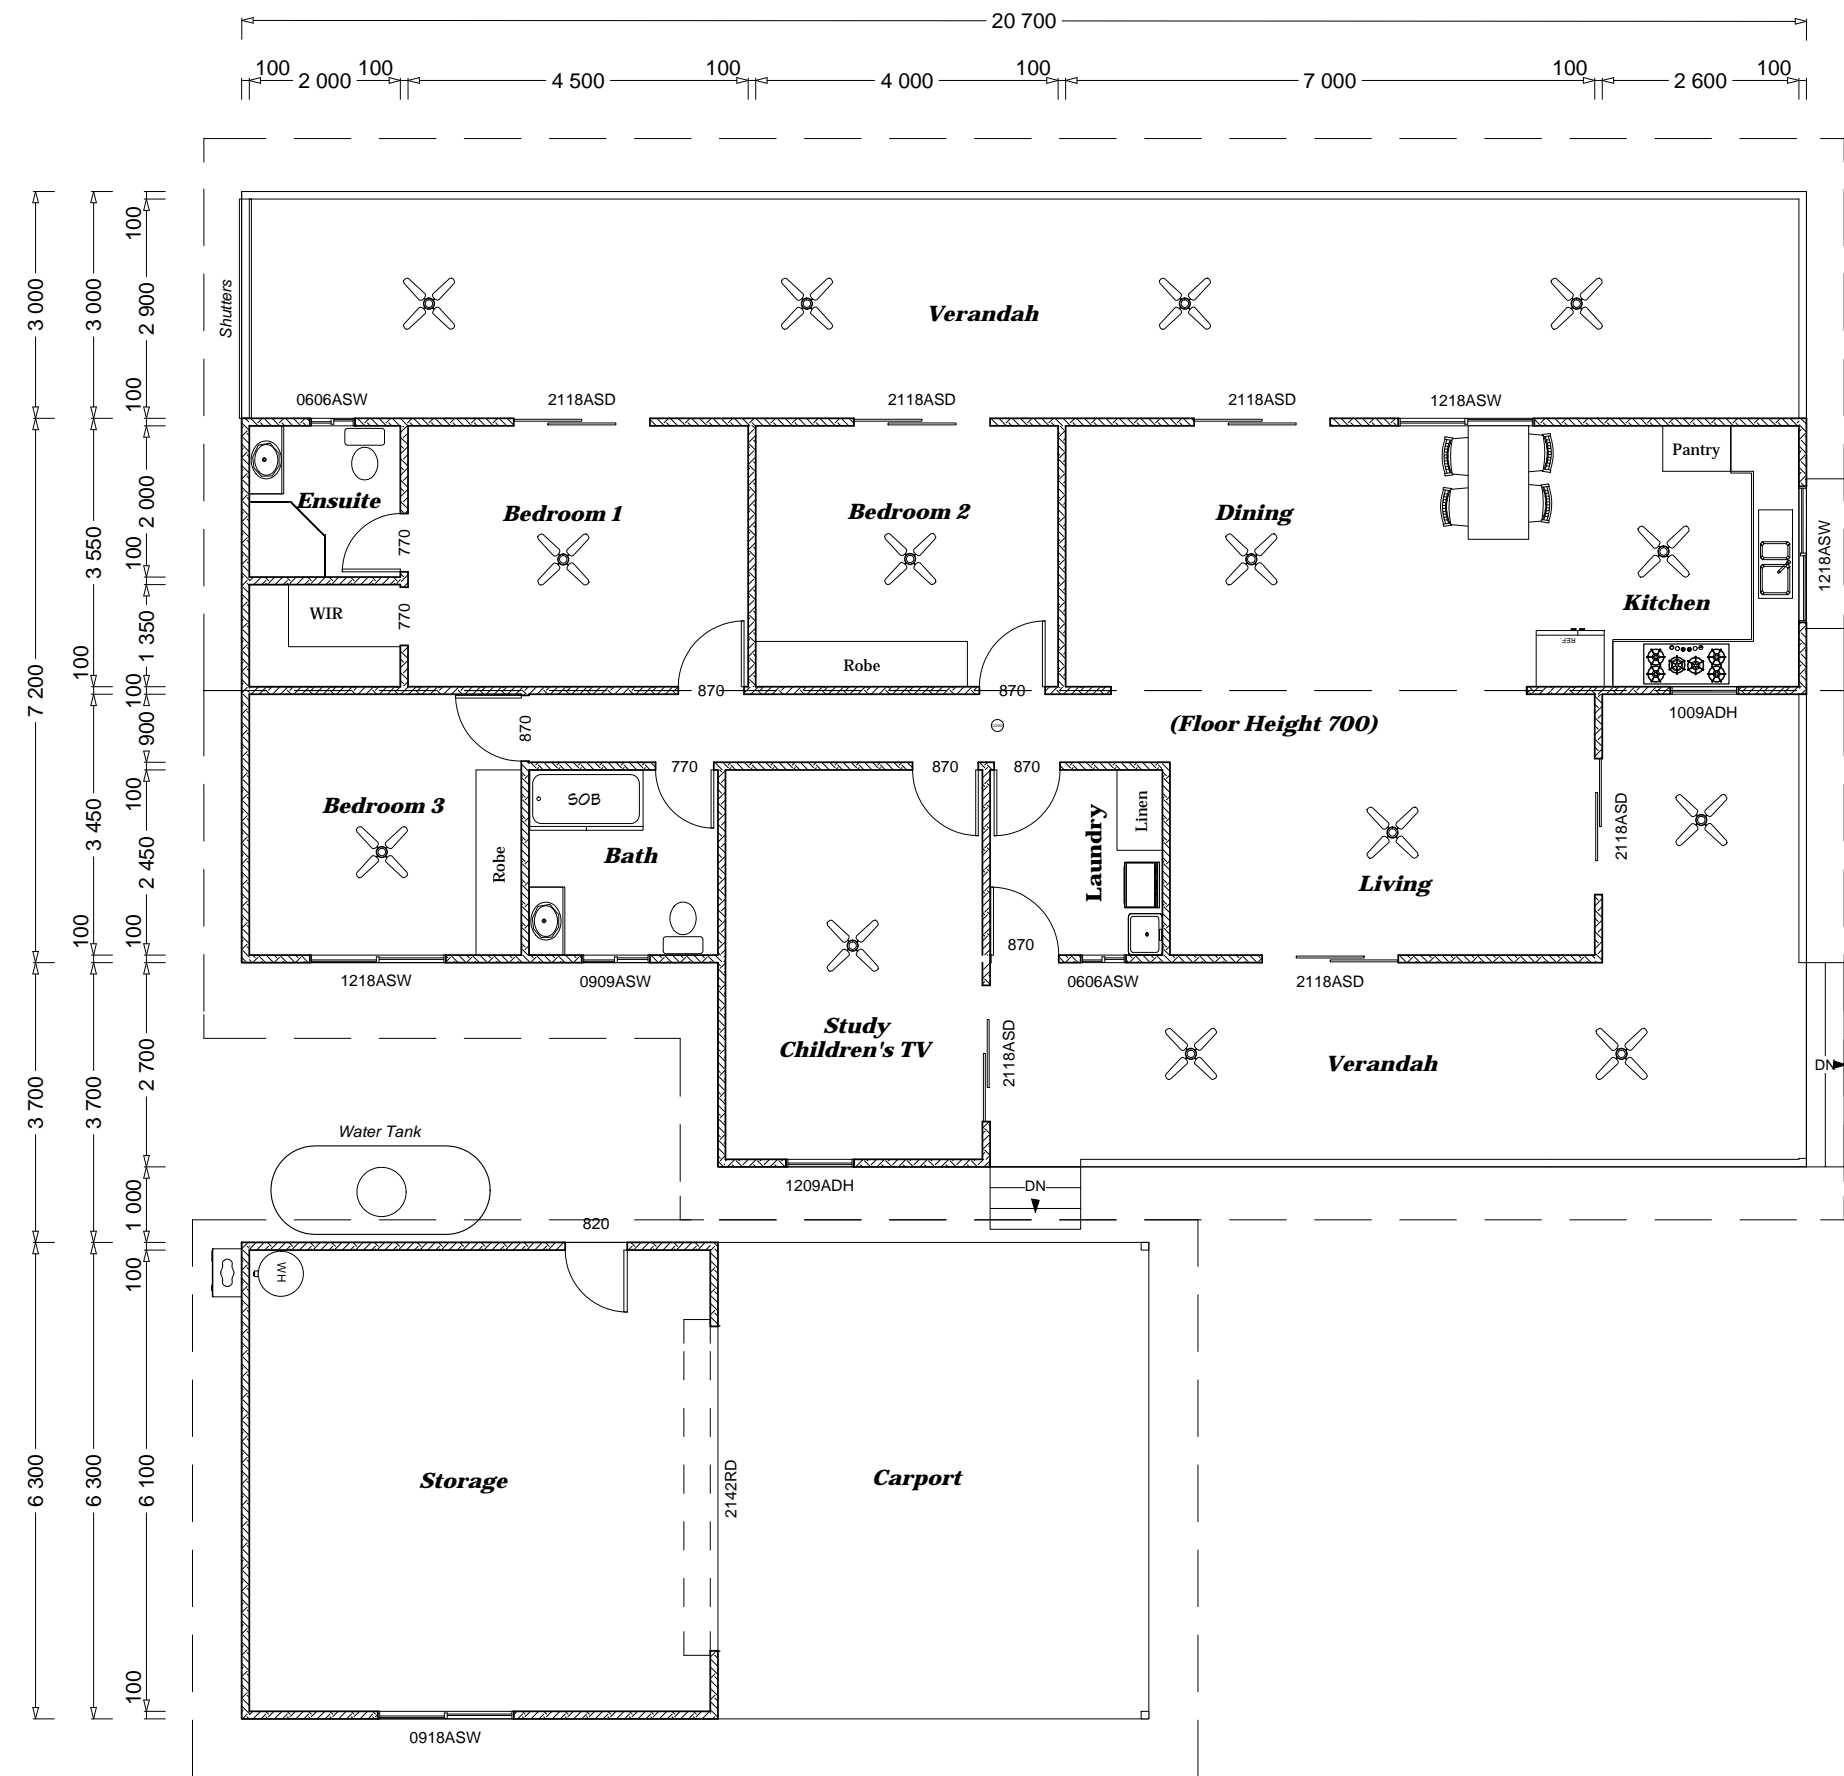 20 700
100 2 000 100 4 500 100 4 000 100 7 000 100 2 600 100
3 000
7 200
3 700
6 300
3 000
3 550
100
3 450
100
3 700
6 300
100
2 900
100
2 000
100
1 350
100
900
100
2 450
100
2 700
1 000
100
6 100
100
Shutters
Verandah
0606ASW
2118ASD
2118ASD
2118ASD
1218ASW
Ensuite
770
Bedroom 1
Bedroom 2
Dining
Pantry
Kitchen
1218ASW
WIR
770
Robe
REF.
870
870
1009ADH
870
(Floor Height 700)
770
870
870
Bedroom 3
Robe
SOB
Bath
Laundry
Linen
Living
2118ASD
870
1218ASW
0909ASW
0606ASW
2118ASD
Study
Children's TV
2118ASD
Verandah
DN
Water Tank
1209ADH
DN
820
WH
Storage
2142RD
Carport
0918ASW